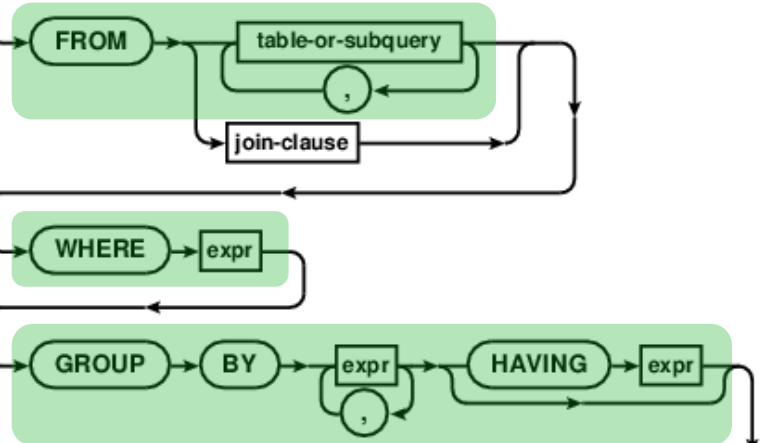 FROM table-or-subquery
,
join-clause
WHERE expr
GROUP BY expr HAVING expr
,